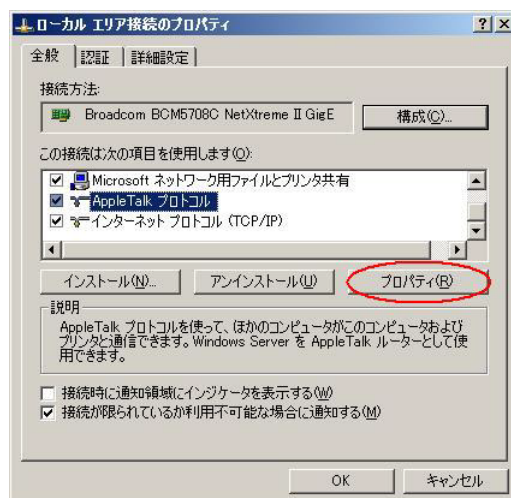 ローカル エリア接続のプロパティ
全般
認証
詳細設定
接続方法:
Broadcom BCM5708C NetXtreme II GigE
構成(C)...
この接続は次の項目を使用します(O):
Microsoft ネットワーク用ファイルとプリンタ共有
AppleTalk プロトコル
インターネット プロトコル (TCP/IP)
インストール(N)...
アンインストール(U)
プロパティ(R)
説明
AppleTalk プロトコルを使って、ほかのコンピュータがこのコンピュータおよび
プリンタと通信できます。Windows Server を AppleTalk ルーターとして使
用できます。
接続時に通知領域にインジケータを表示する(W)
接続が限られているか利用不可能な場合に通知する(M)
OK
キャンセル